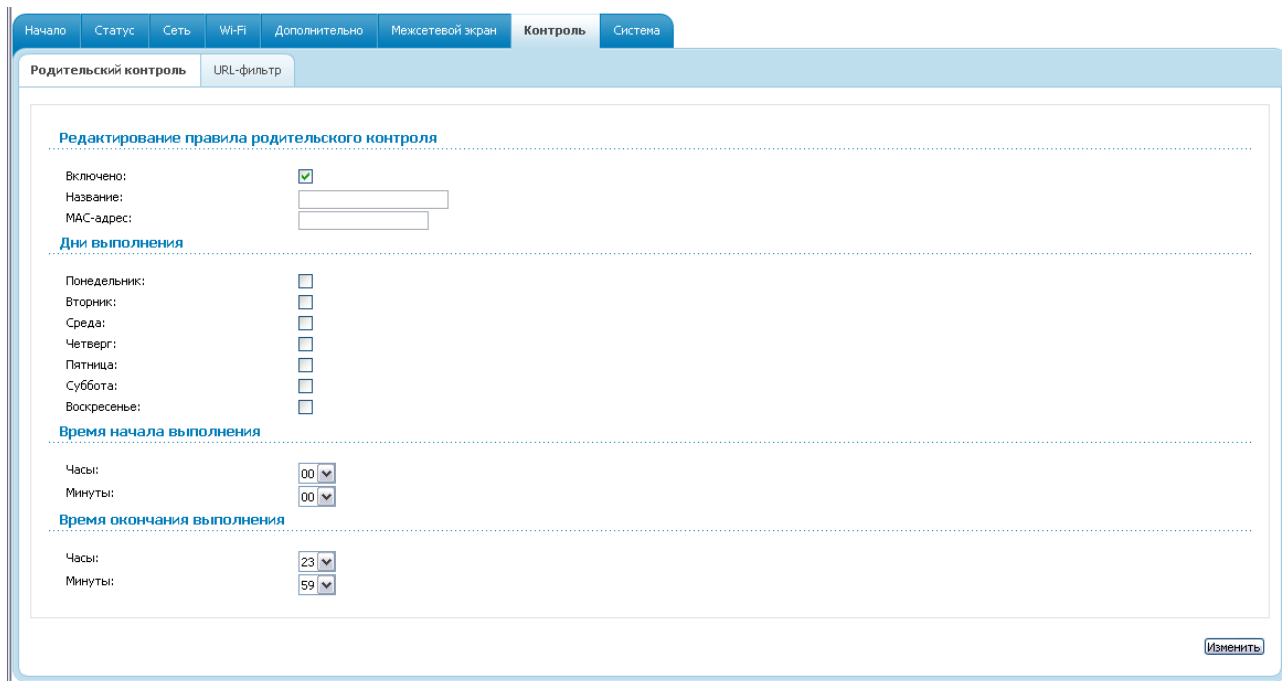 Начало Статус Сеть Wi-Fi Дополнительно Межсетевой экран Контроль Система
Родительский контроль URL-фильтр
Редактирование правила родительского контроля
Включено:
Название:
MAC-адрес:
Дни выполнения
Понедельник:
Вторник:
Среда:
Четверг:
Пятница:
Суббота:
Воскресенье:
Время начала выполнения
Часы: 00
Минуты: 00
Время окончания выполнения
Часы: 23
Минуты: 59
Изменить